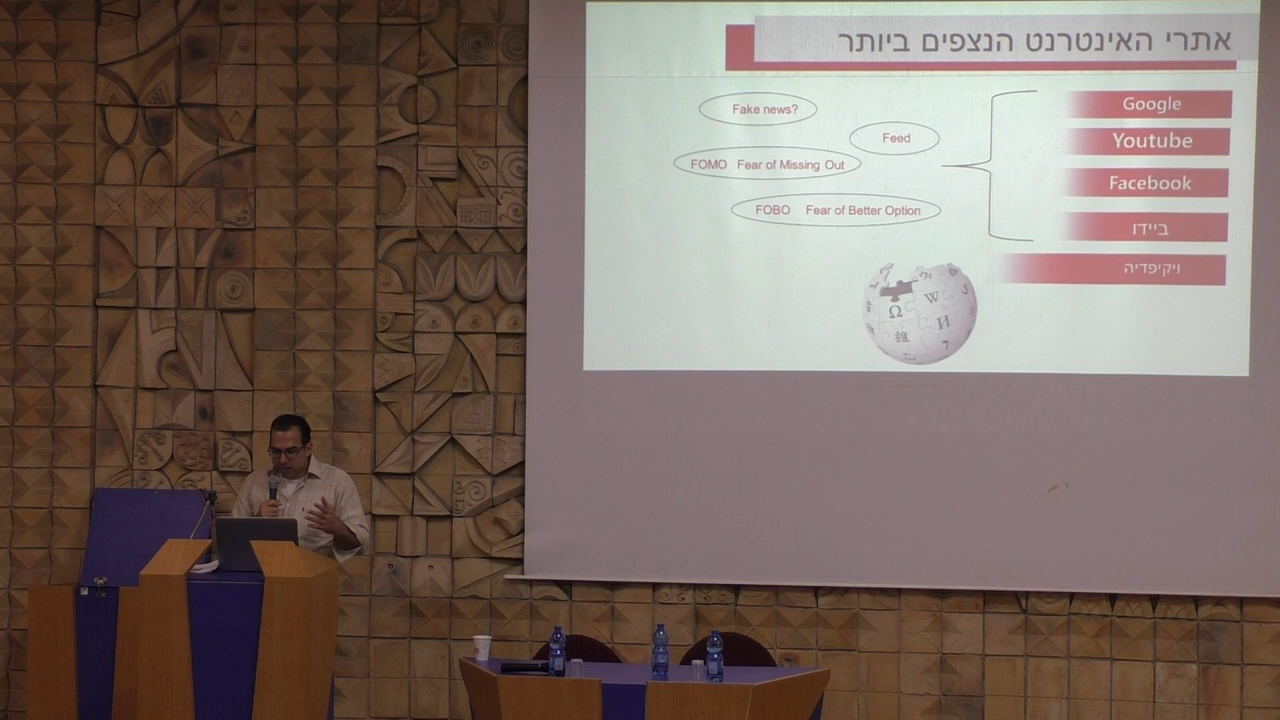 אתרי האינטרנט הנצפים ביותר
Google
Youtube
Facebook
ביידו
ויקיפדיה
Fake news?
Feed
FOMO Fear of Missing Out
FOBO Fear of Better Option
Ω W И 維